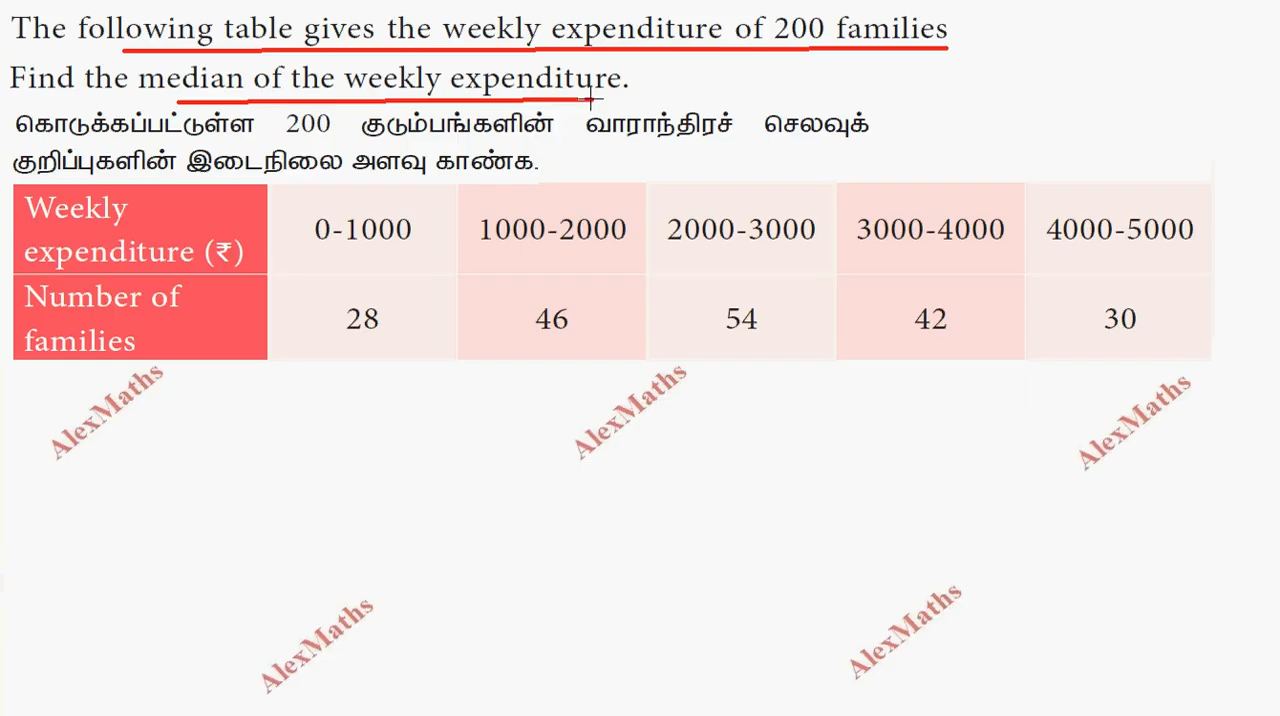 The following table gives the weekly expenditure of 200 families
Find the median of the weekly expenditure.
கொடுக்கப்பட்டுள்ள 200 குடும்பங்களின் வாராந்திரச் செலவுக்
குறிப்புகளின் இடைநிலை அளவு காண்க.
Weekly
expenditure (₹) 0-1000 1000-2000 2000-3000 3000-4000 4000-5000
Number of
families 28 46 54 42 30
AlexMaths AlexMaths AlexMaths
AlexMaths AlexMaths